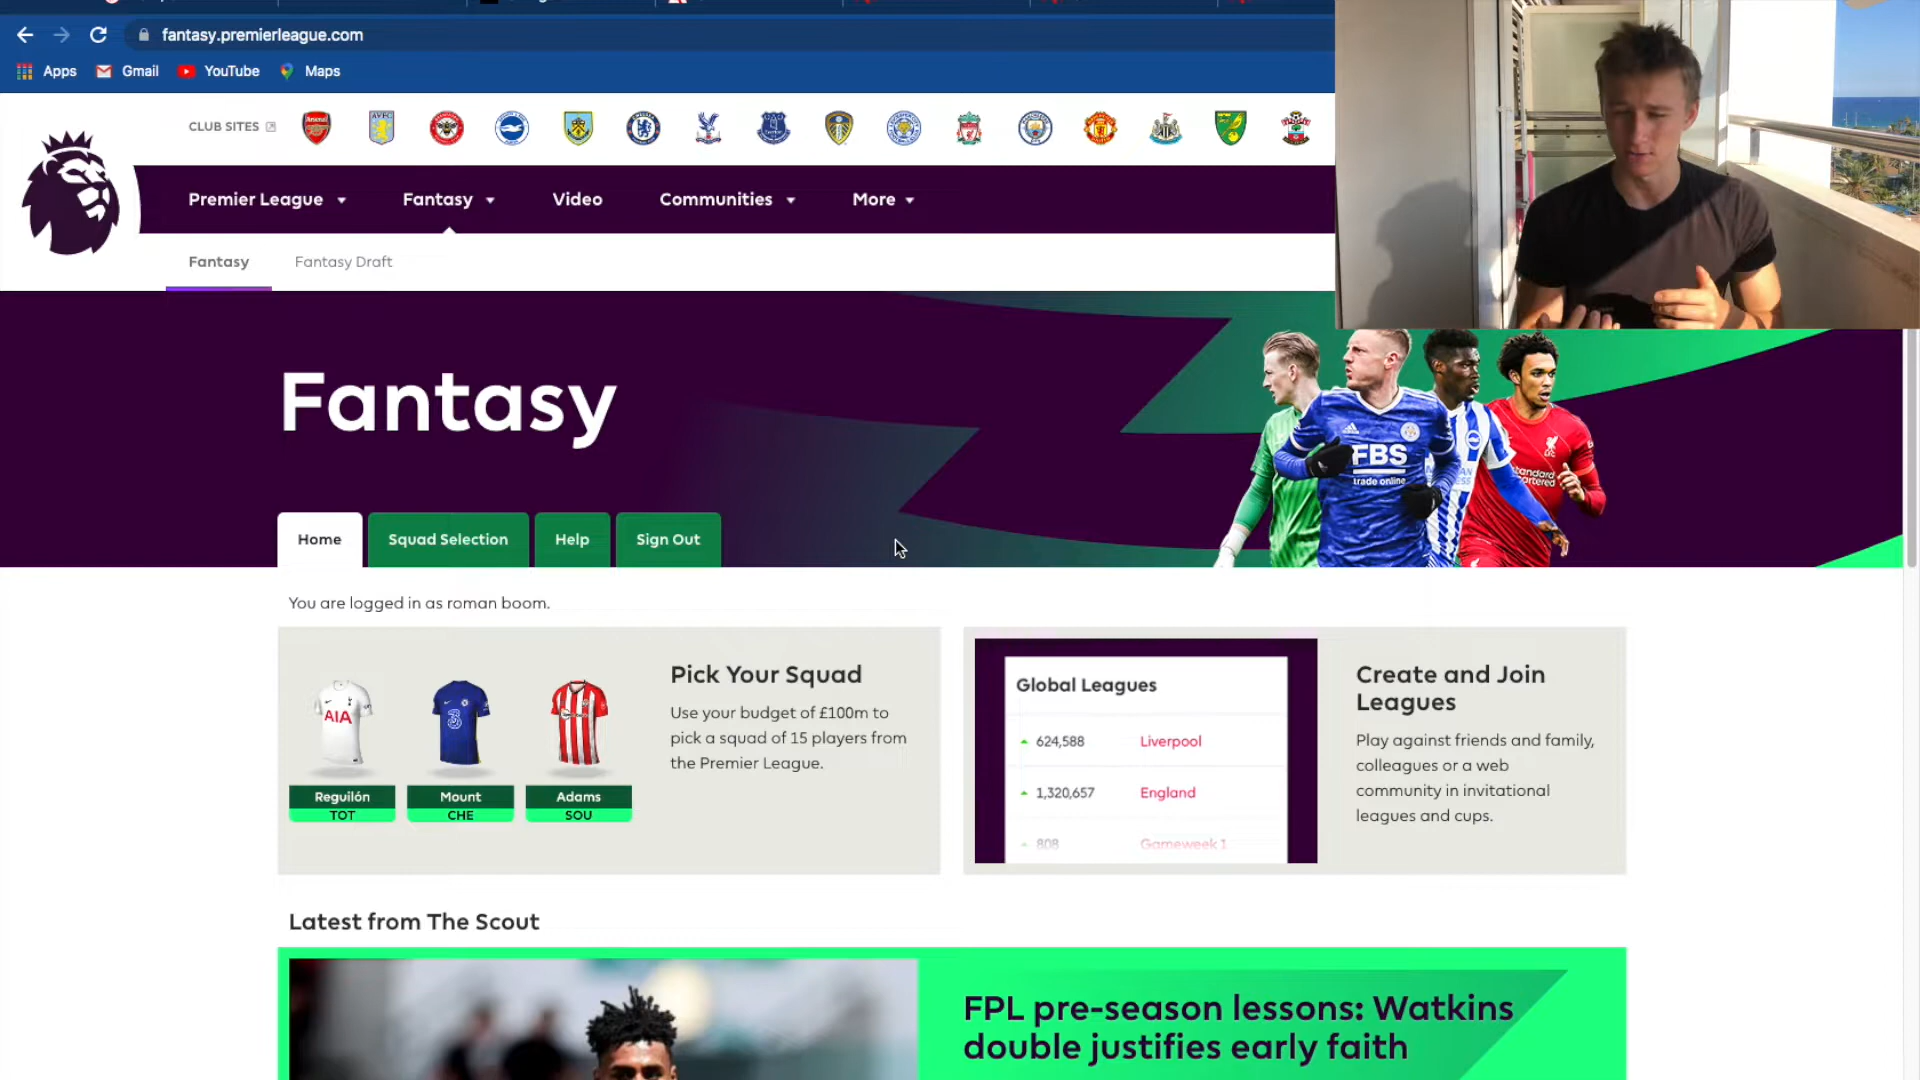 fantasy.premierleague.com
Apps Gmail YouTube Maps
CLUB SITES
Premier League Fantasy Video Communities More
Fantasy Fantasy Draft
Fantasy
FBS
trade online
Home Squad Selection Help Sign Out
You are logged in as roman boom.
Pick Your Squad
Use your budget of £100m to
pick a squad of 15 players from
the Premier League.
AIA
3
Reguilón
TOT
Mount
CHE
Adams
SOU
Global Leagues
624,588 Liverpool
1,320,657 England
808 Gameweek 1
Create and Join
Leagues
Play against friends and family,
colleagues or a web
community in invitational
leagues and cups.
Latest from The Scout
FPL pre-season lessons: Watkins
double justifies early faith